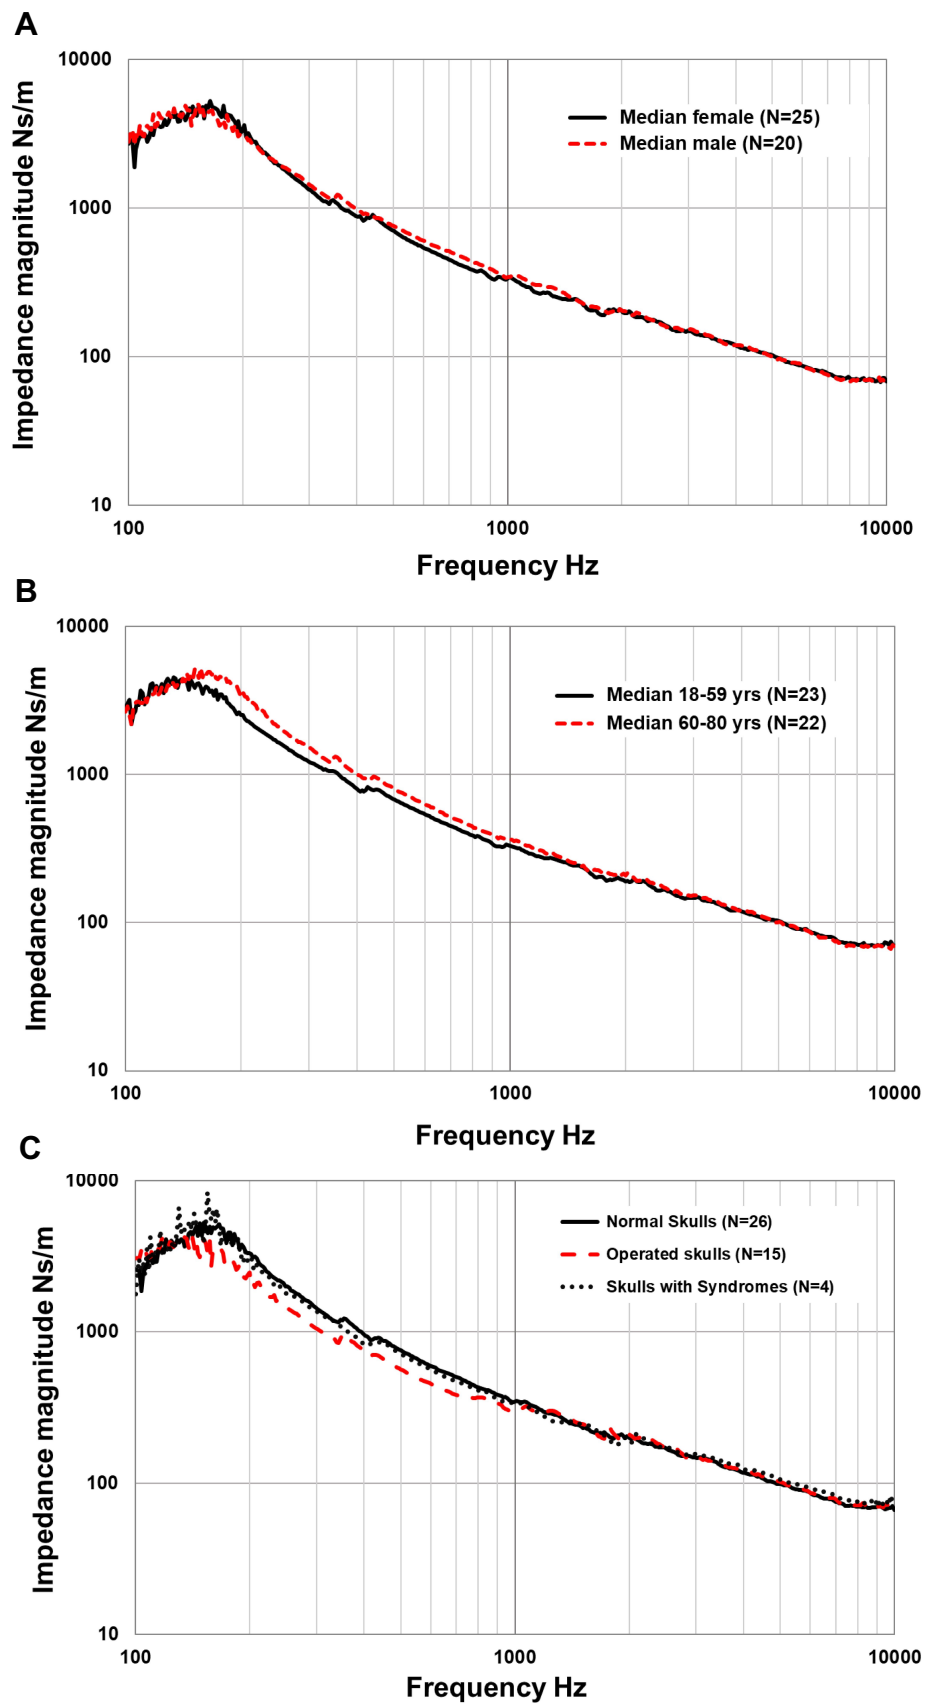 A
Impedance magnitude Ns/m
10000
1000
100
10
Median female (N=25)
Median male (N=20)
100
1000
10000
Frequency Hz
B
Impedance magnitude Ns/m
10000
1000
100
10
Median 18-59 yrs (N=23)
Median 60-80 yrs (N=22)
100
1000
10000
Frequency Hz
C
Impedance magnitude Ns/m
10000
1000
100
10
Normal Skulls (N=26)
Operated skulls (N=15)
Skulls with Syndromes (N=4)
100
1000
10000
Frequency Hz